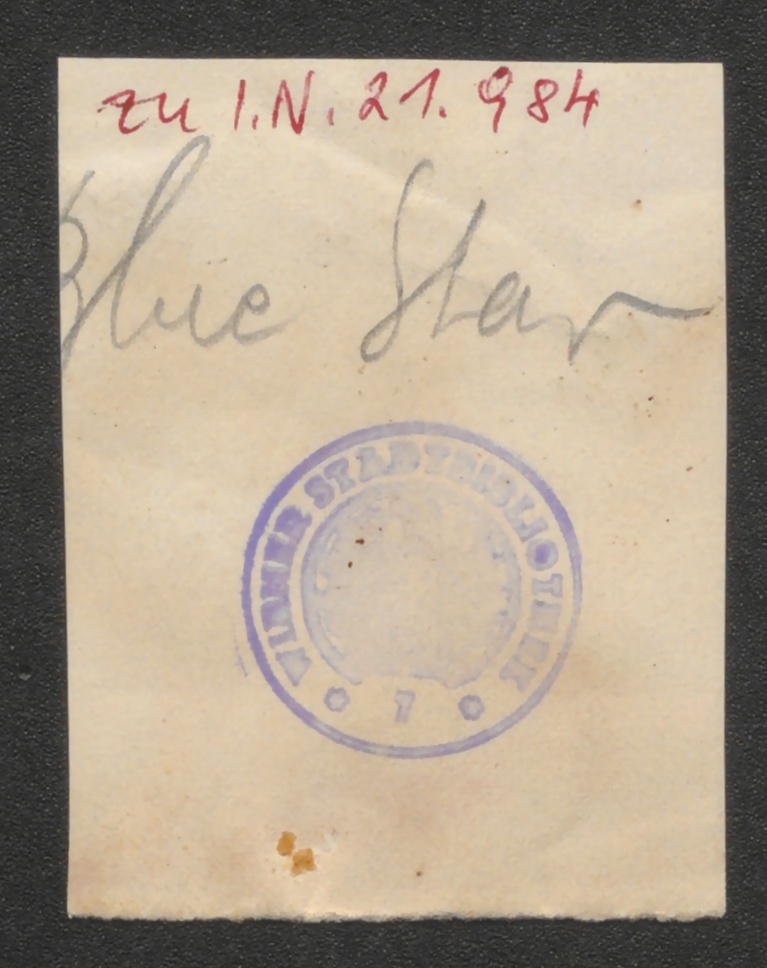 zu I.N. 21.984
Blue Star
WIENER STADTBIBLIOTHEK
7